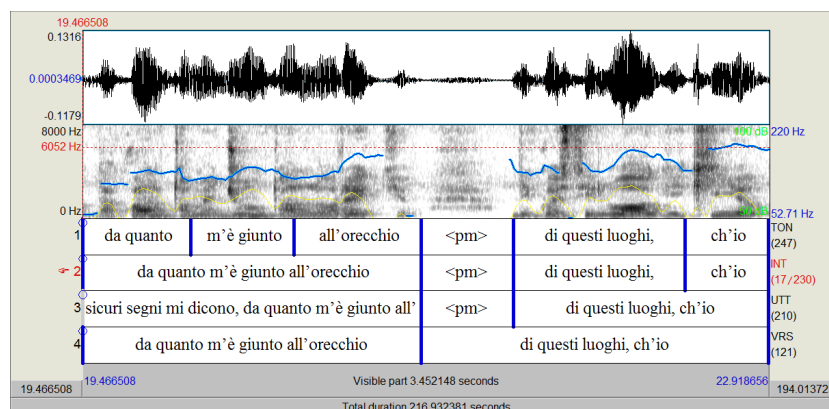 19.466508
0.1316
0.0003469
-0.1179
8000 Hz 100 dB 220 Hz
6052 Hz
0 Hz 52.71 Hz
1 da quanto m'è giunto all'orecchio <pm> di questi luoghi, ch'io TON (247)
2 da quanto m'è giunto all'orecchio <pm> di questi luoghi, ch'io INT (17/230)
3 sicuri segni mi dicono, da quanto m'è giunto all' <pm> di questi luoghi, ch'io UTT (210)
4 da quanto m'è giunto all'orecchio di questi luoghi, ch'io VRS (121)
19.466508 19.466508 Visible part 3.452148 seconds 22.918656 194.01372
Total duration 216.932381 seconds